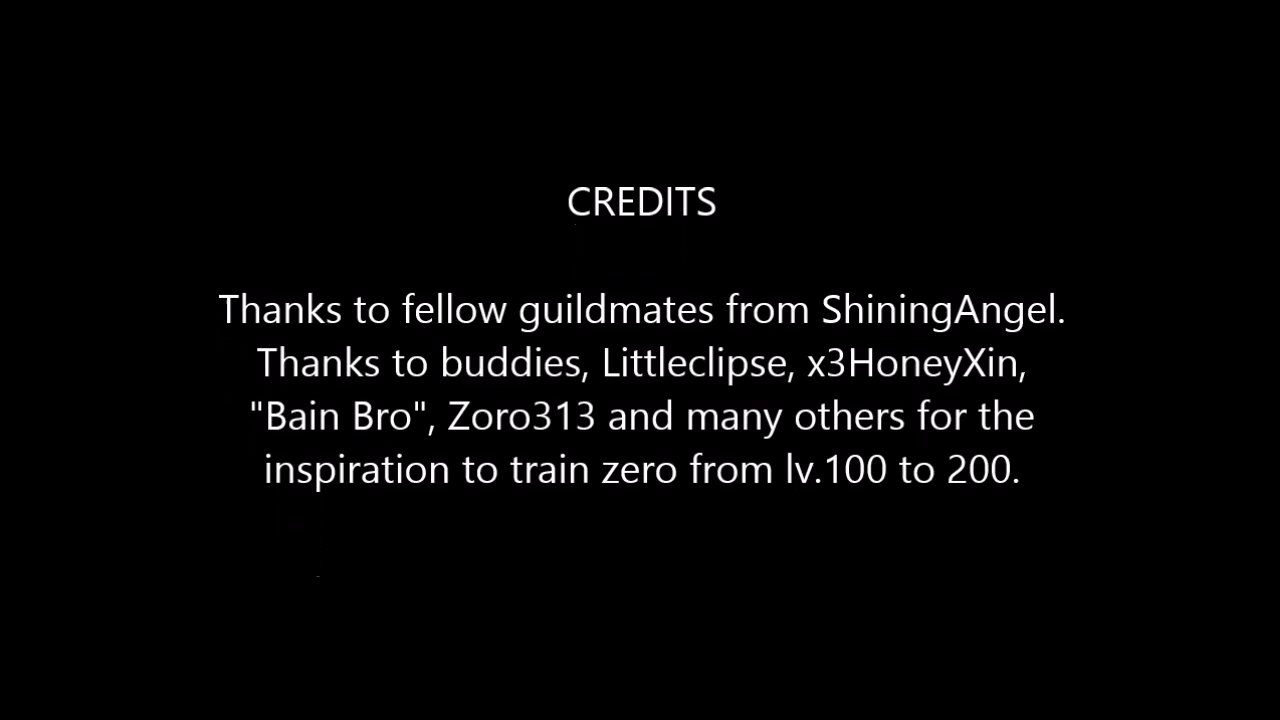 CREDITS
Thanks to fellow guildmates from ShiningAngel.
Thanks to buddies, Littleclipse, x3HoneyXin,
"Bain Bro", Zoro313 and many others for the
inspiration to train zero from lv.100 to 200.